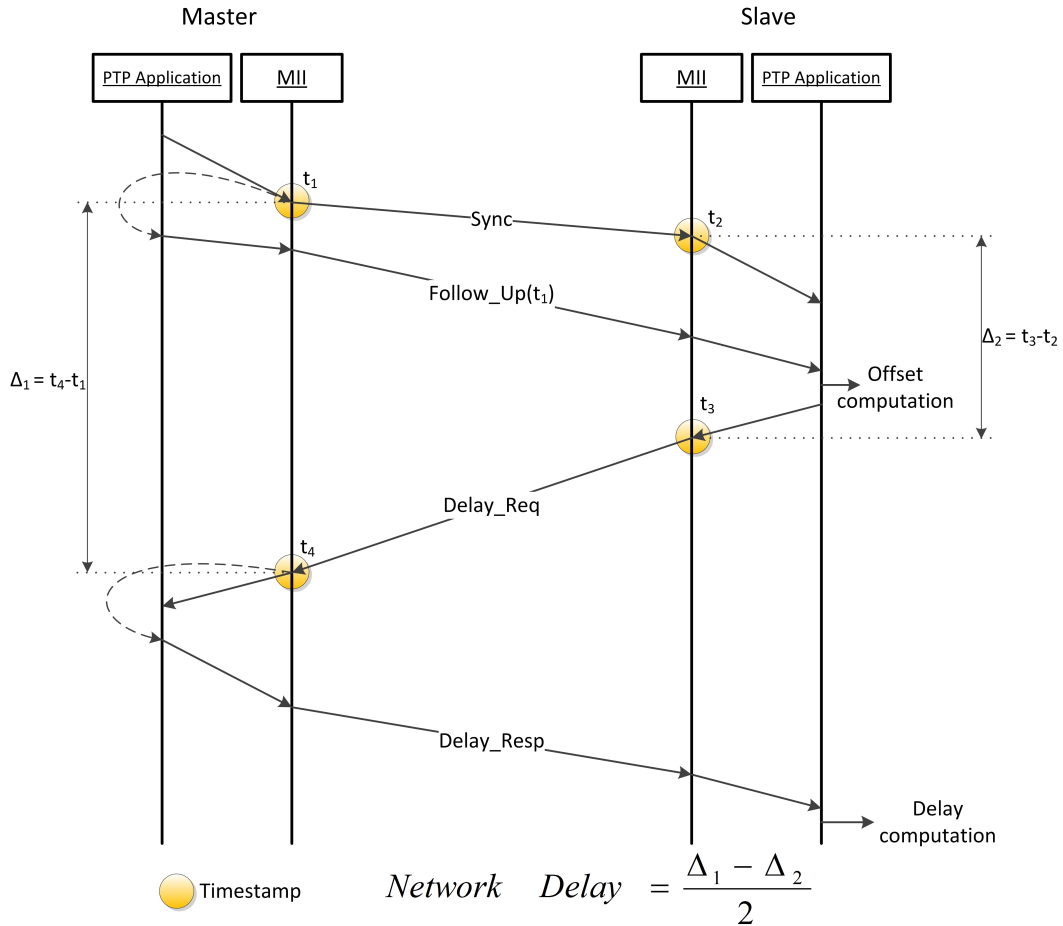 Master
Slave
PTP Application
MII
MII
PTP Application
t₁
Sync
t₂
Follow_Up(t₁)
Δ₂ = t₃-t₂
Δ₁ = t₄-t₁
Offset
computation
t₃
Delay_Req
t₄
Delay_Resp
Delay
computation
Timestamp
Network Delay = (Δ₁ − Δ₂) / 2